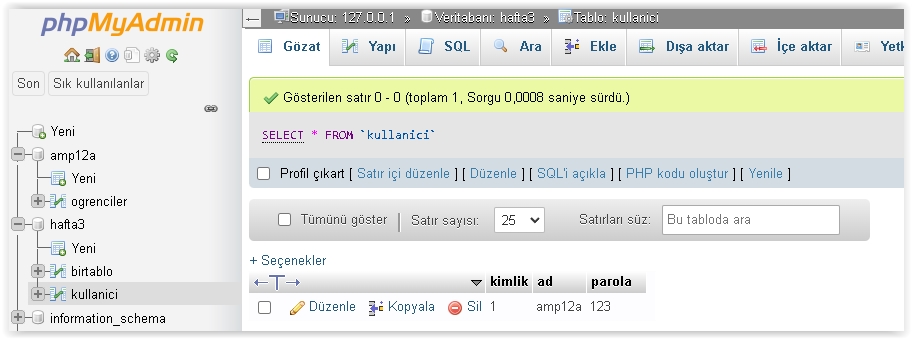 phpMyAdmin
Son
Sık kullanılanlar
Yeni
amp12a
Yeni
ogrenciler
hafta3
Yeni
birtablo
kullanici
information_schema
Sunucu: 127.0.0.1 » Veritabanı: hafta3 » Tablo: kullanici
Gözat Yapı SQL Ara Ekle Dışa aktar İçe aktar Yetk
Gösterilen satır 0 - 0 (toplam 1, Sorgu 0,0008 saniye sürdü.)
SELECT * FROM `kullanici`
Profil çıkart [ Satır içi düzenle ] [ Düzenle ] [ SQL'i açıkla ] [ PHP kodu oluştur ] [ Yenile ]
Tümünü göster | Satır sayısı: 25 Satırları süz: Bu tabloda ara
+ Seçenekler
kimlik ad parola
Düzenle Kopyala Sil 1 amp12a 123